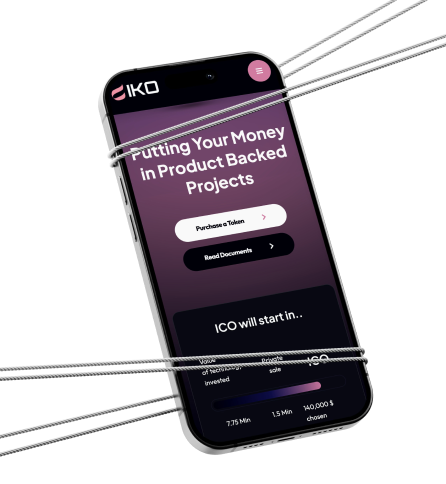 IKO
Putting Your Money
in Product Backed
Projects
Purchase a Token
Read Documents
ICO will start in..
Value
of technology
invested
Private
sale
ICO
7.75 Mln
1.5 Mln
140,000 $
chosen